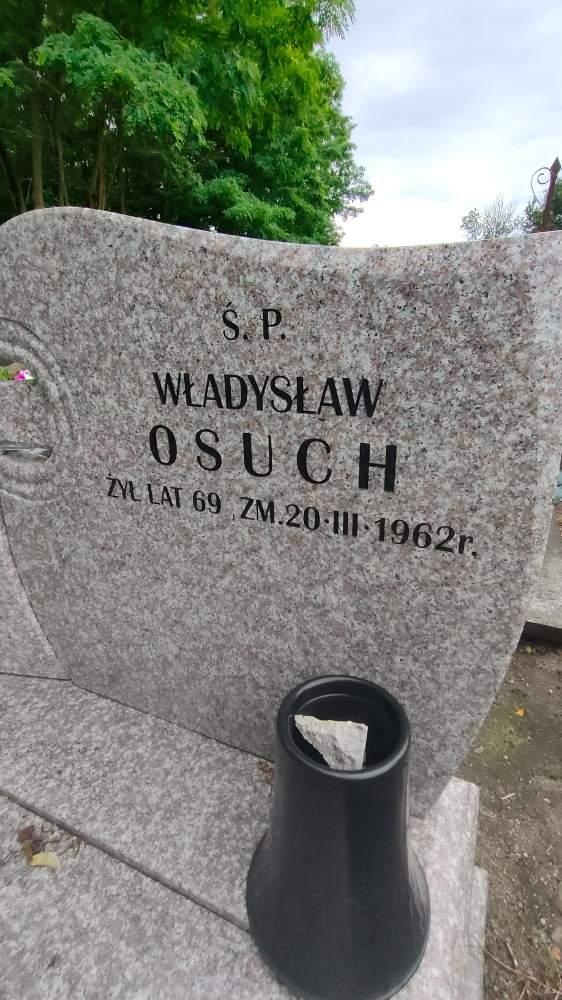 Ś. P.
WŁADYSŁAW
OSUCH
ŻYŁ LAT 69 ZM. 20·III·1962r.